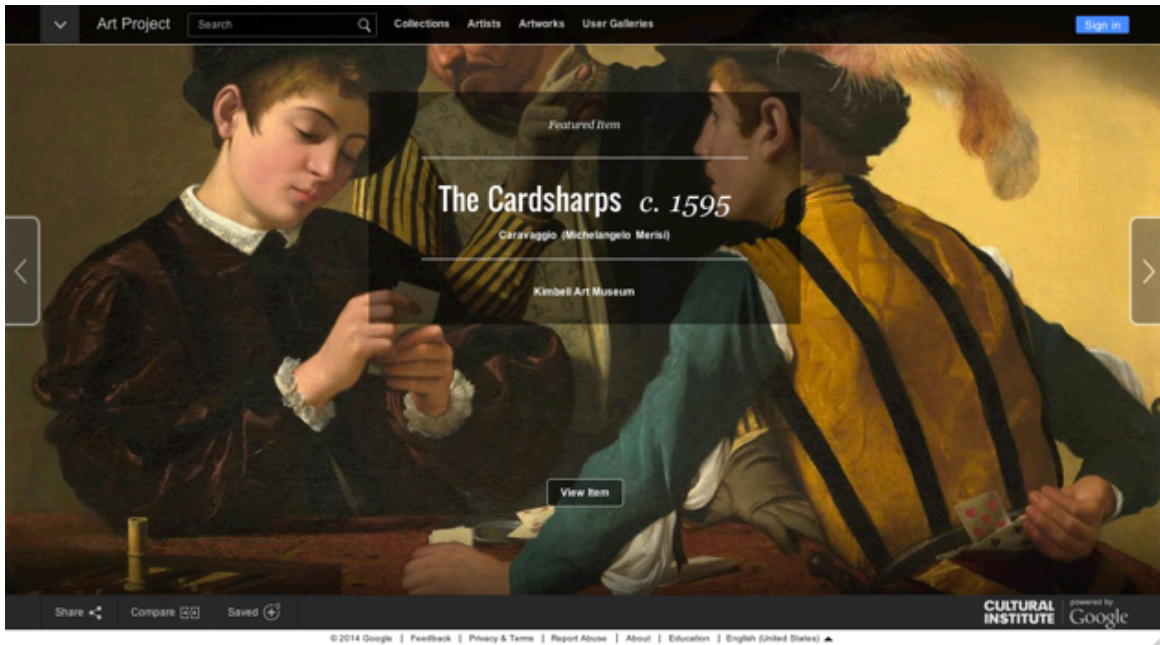 Art Project Search Collections Artists Artworks User Galleries Sign in
Featured Item
The Cardsharps c. 1595
Caravaggio (Michelangelo Merisi)
Kimbell Art Museum
View Item
Share Compare Saved
CULTURAL INSTITUTE
powered by Google
© 2014 Google | Feedback | Privacy & Terms | Report Abuse | About | Education | English (United States)